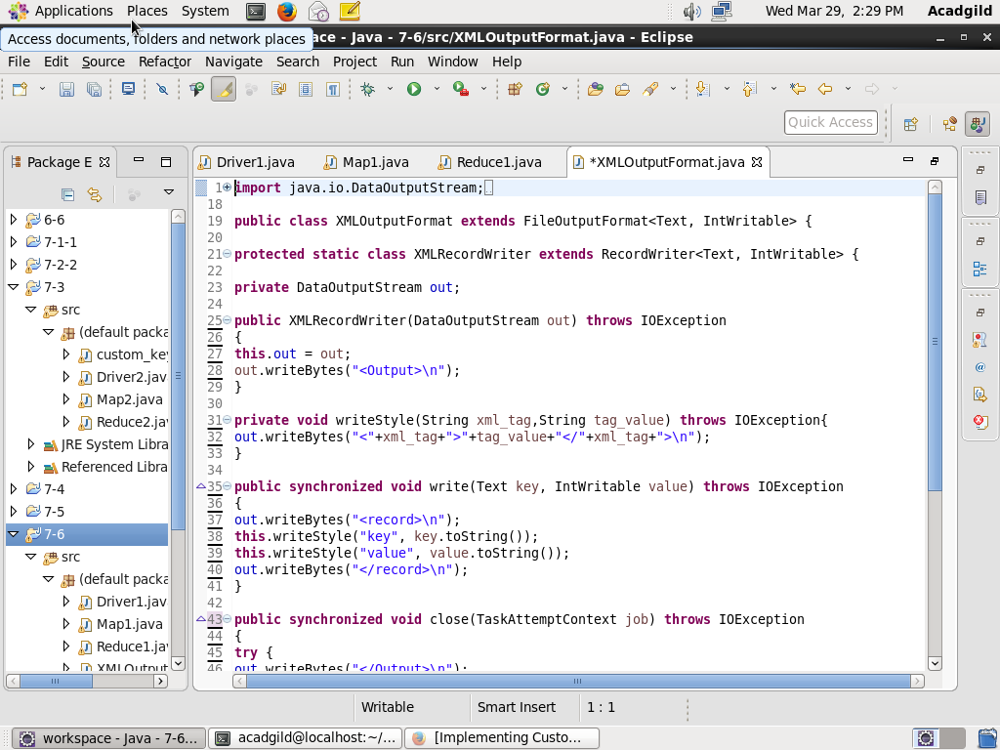 Applications Places System Wed Mar 29, 2:29 PM Acadgild
Access documents, folders and network places
ace - Java - 7-6/src/XMLOutputFormat.java - Eclipse
File Edit Source Refactor Navigate Search Project Run Window Help
Quick Access
Package E
Driver1.java Map1.java Reduce1.java *XMLOutputFormat.java
6-6
7-1-1
7-2-2
7-3
src
(default packa
custom_key
Driver2.jav
Map2.java
Reduce2.ja
JRE System Libra
Referenced Libra
7-4
7-5
7-6
src
(default packa
Driver1.jav
Map1.java
Reduce1.ja
XMLOutput
1 import java.io.DataOutputStream;
18
19 public class XMLOutputFormat extends FileOutputFormat<Text, IntWritable> {
20
21 protected static class XMLRecordWriter extends RecordWriter<Text, IntWritable> {
22
23 private DataOutputStream out;
24
25 public XMLRecordWriter(DataOutputStream out) throws IOException
26 {
27 this.out = out;
28 out.writeBytes("<Output>\n");
29 }
30
31 private void writeStyle(String xml_tag,String tag_value) throws IOException{
32 out.writeBytes("<"+xml_tag+">"+tag_value+"</"+xml_tag+">\n");
33 }
34
35 public synchronized void write(Text key, IntWritable value) throws IOException
36 {
37 out.writeBytes("<record>\n");
38 this.writeStyle("key", key.toString());
39 this.writeStyle("value", value.toString());
40 out.writeBytes("</record>\n");
41 }
42
43 public synchronized void close(TaskAttemptContext job) throws IOException
44 {
45 try {
46 out.writeBytes("</Output>\n");
Writable Smart Insert 1 : 1
workspace - Java - 7-6... acadgild@localhost:~/... [Implementing Custo...